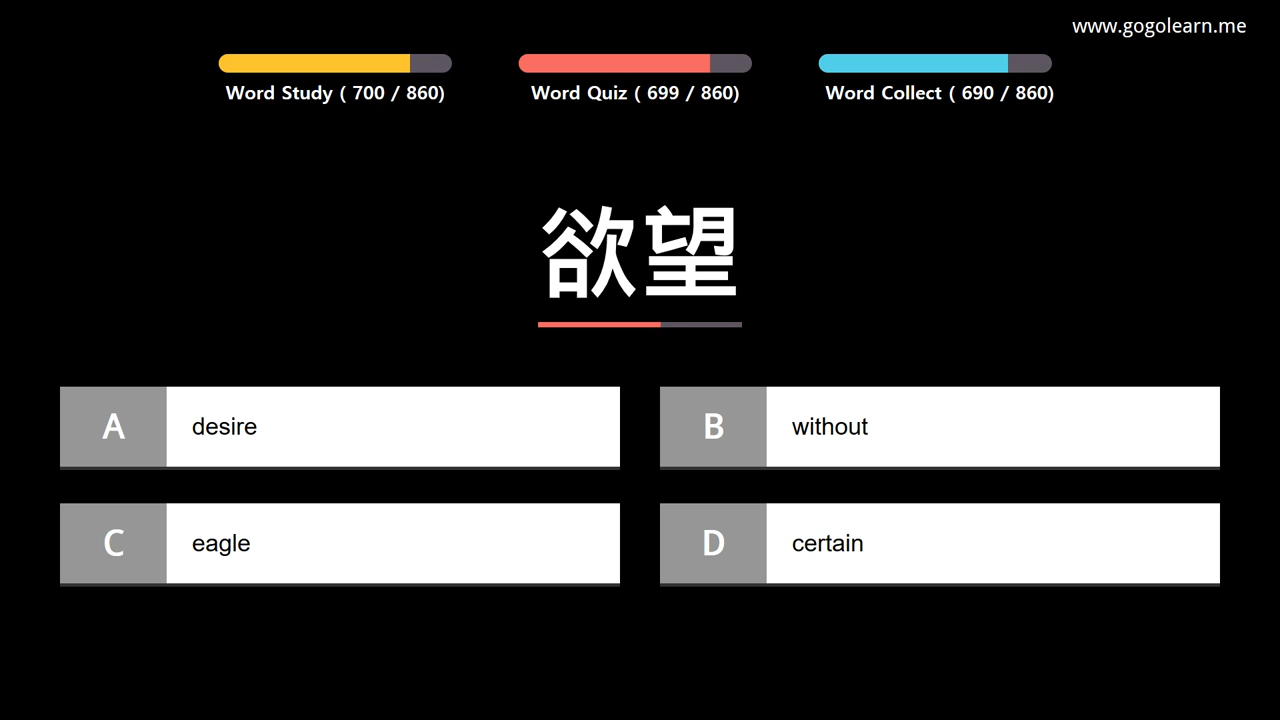 www.gogolearn.me
Word Study ( 700 / 860)
Word Quiz ( 699 / 860)
Word Collect ( 690 / 860)
欲望
A desire
B without
C eagle
D certain